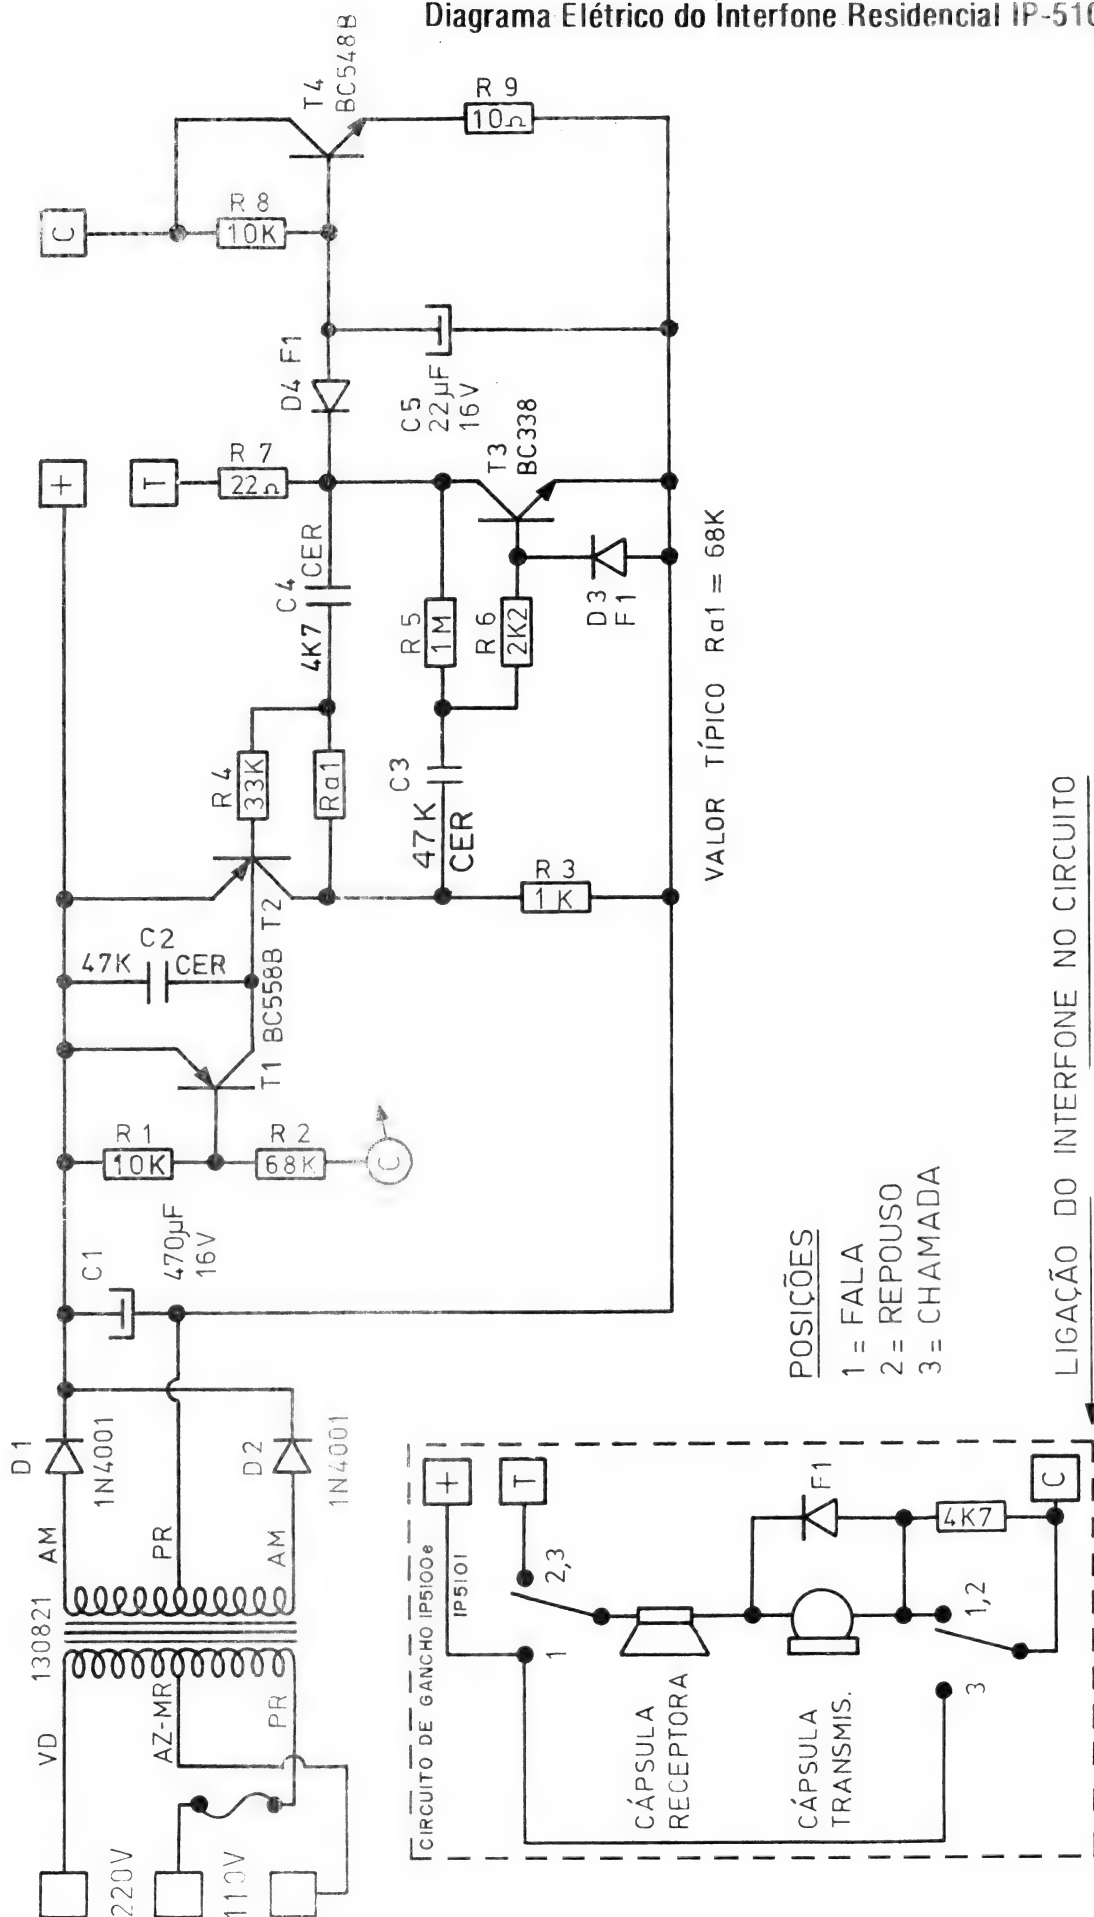 Diagrama Elétrico do Interfone Residencial
T4
BC548B
R 9
10Ω
C
R 8
10K
D4 F1
C5
22µF
16V
+
T
R 7
22Ω
T3
BC338
C4
CER
4K7
R 5
1M
R 6
2K2
D3
F1
R 4
33K
Ra1
C3
47K
CER
R 3
1K
VALOR TÍPICO Ra1 = 68K
C2
47K
CER
T1 BC558B T2
R 1
10K
R 2
68K
C
C1
470µF
16V
D1
1N4001
D2
1N4001
AM
PR
AM
130821
VD
AZ-MR
PR
220V
110V
POSIÇÕES
1 = FALA
2 = REPOUSO
3 = CHAMADA
LIGAÇÃO DO INTERFONE NO CIRCUITO
CIRCUITO DE GANCHO IP5100e
IP5101
+
T
2,3
1
CÁPSULA
RECEPTORA
CÁPSULA
TRANSMIS.
F1
4K7
C
1,2
3